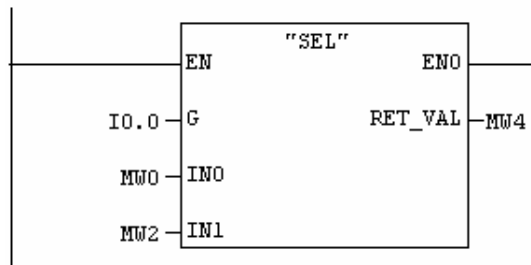 "SEL"
EN ENO
I0.0 G RET_VAL MW4
MW0 IN0
MW2 IN1